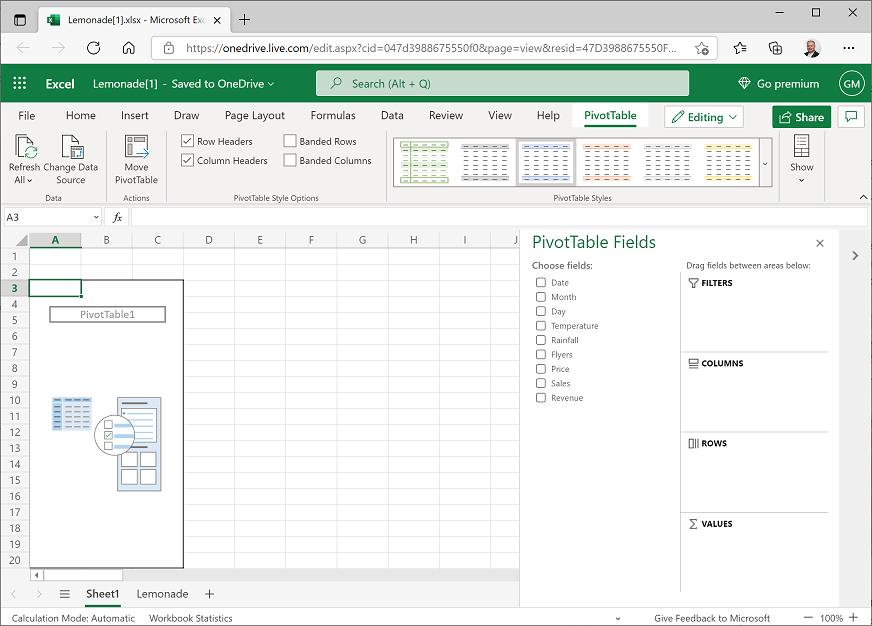 Lemonade[1].xlsx - Microsoft Exc
https://onedrive.live.com/edit.aspx?cid=047d3988675550f0&page=view&resid=47D3988675550F...
Excel Lemonade[1] - Saved to OneDrive Search (Alt + Q) Go premium GM
File Home Insert Draw Page Layout Formulas Data Review View Help PivotTable Editing Share
Refresh All Change Data Source Move PivotTable Row Headers Banded Rows Show
Column Headers Banded Columns
Data Actions PivotTable Style Options PivotTable Styles
A3 fx
A B C D E F G H I J
1
2
3
4
5
6
7
8
9
10
11
12
13
14
15
16
17
18
19
20
PivotTable1
PivotTable Fields
Choose fields:
Date
Month
Day
Temperature
Rainfall
Flyers
Price
Sales
Revenue
Drag fields between areas below:
FILTERS
COLUMNS
ROWS
Σ VALUES
Sheet1 Lemonade
Calculation Mode: Automatic Workbook Statistics Give Feedback to Microsoft 100%